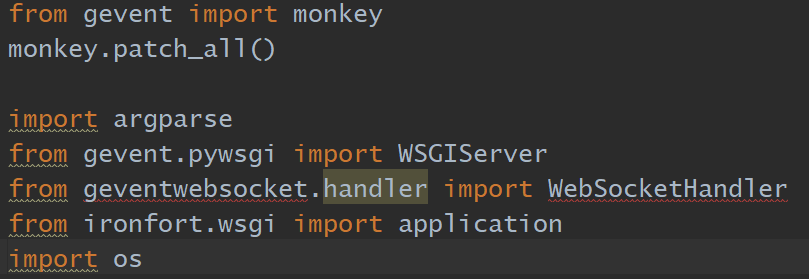 from gevent import monkey
monkey.patch_all()
import argparse
from gevent.pywsgi import WSGIServer
from geventwebsocket.handler import WebSocketHandler
from ironfort.wsgi import application
import os